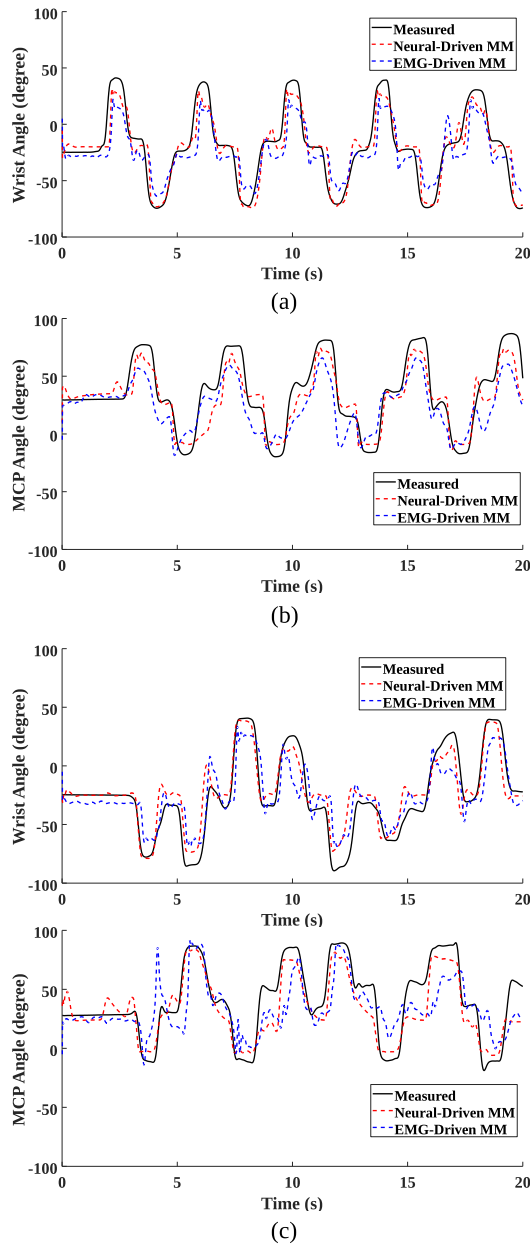 100
50
0
-50
-100
Wrist Angle (degree)
Measured
Neural-Driven MM
EMG-Driven MM
0 5 10 15 20
Time (s)
(a)
100
50
0
-50
-100
MCP Angle (degree)
Measured
Neural-Driven MM
EMG-Driven MM
0 5 10 15 20
Time (s)
(b)
100
50
0
-50
-100
Wrist Angle (degree)
Measured
Neural-Driven MM
EMG-Driven MM
0 5 10 15 20
Time (s)
100
50
0
-50
-100
MCP Angle (degree)
Measured
Neural-Driven MM
EMG-Driven MM
0 5 10 15 20
Time (s)
(c)